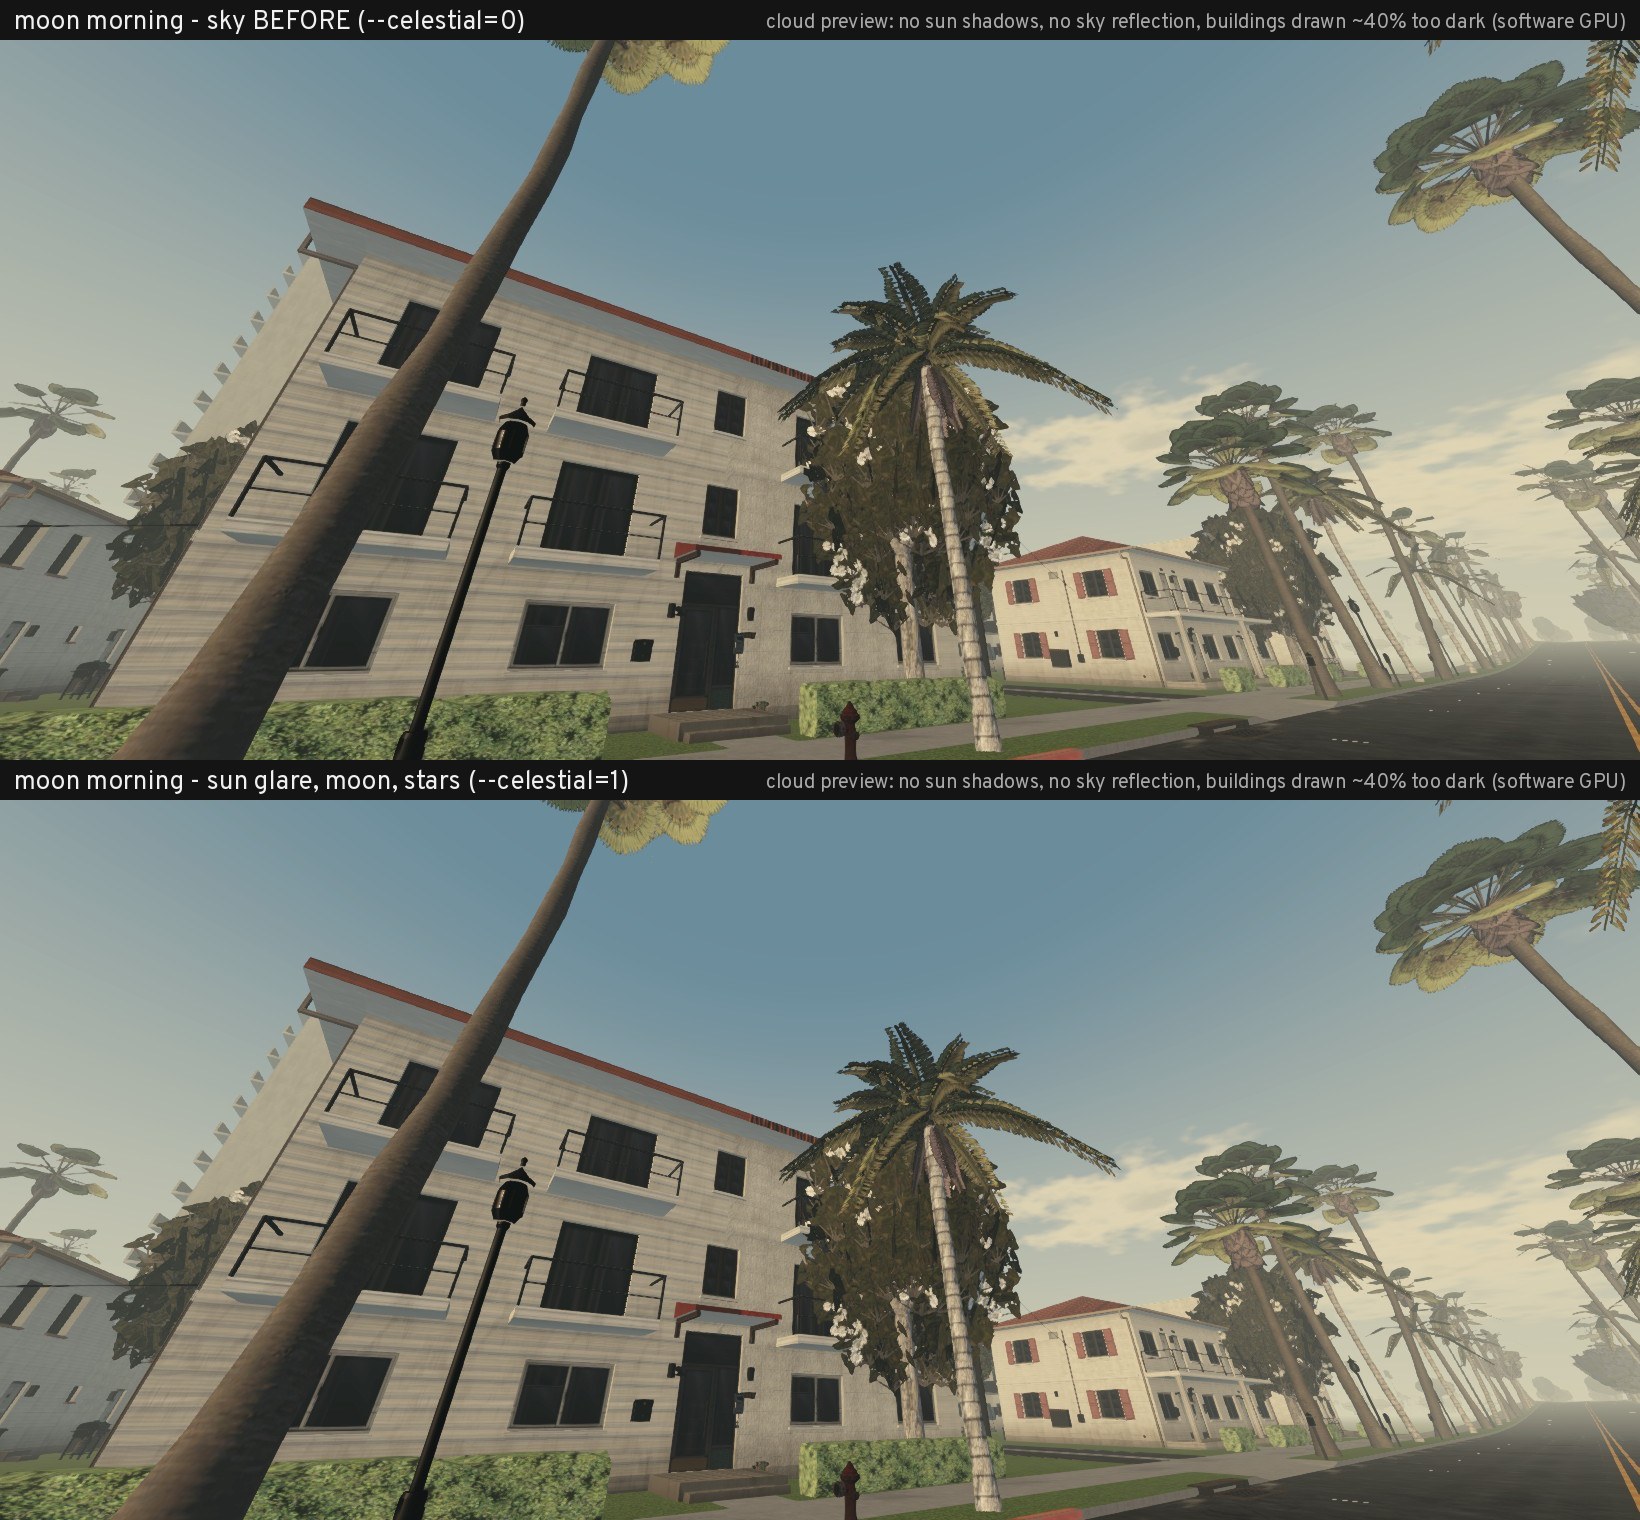 moon morning - sky BEFORE (--celestial=0)
cloud preview: no sun shadows, no sky reflection, buildings drawn ~40% too dark (software GPU)
moon morning - sun glare, moon, stars (--celestial=1)
cloud preview: no sun shadows, no sky reflection, buildings drawn ~40% too dark (software GPU)